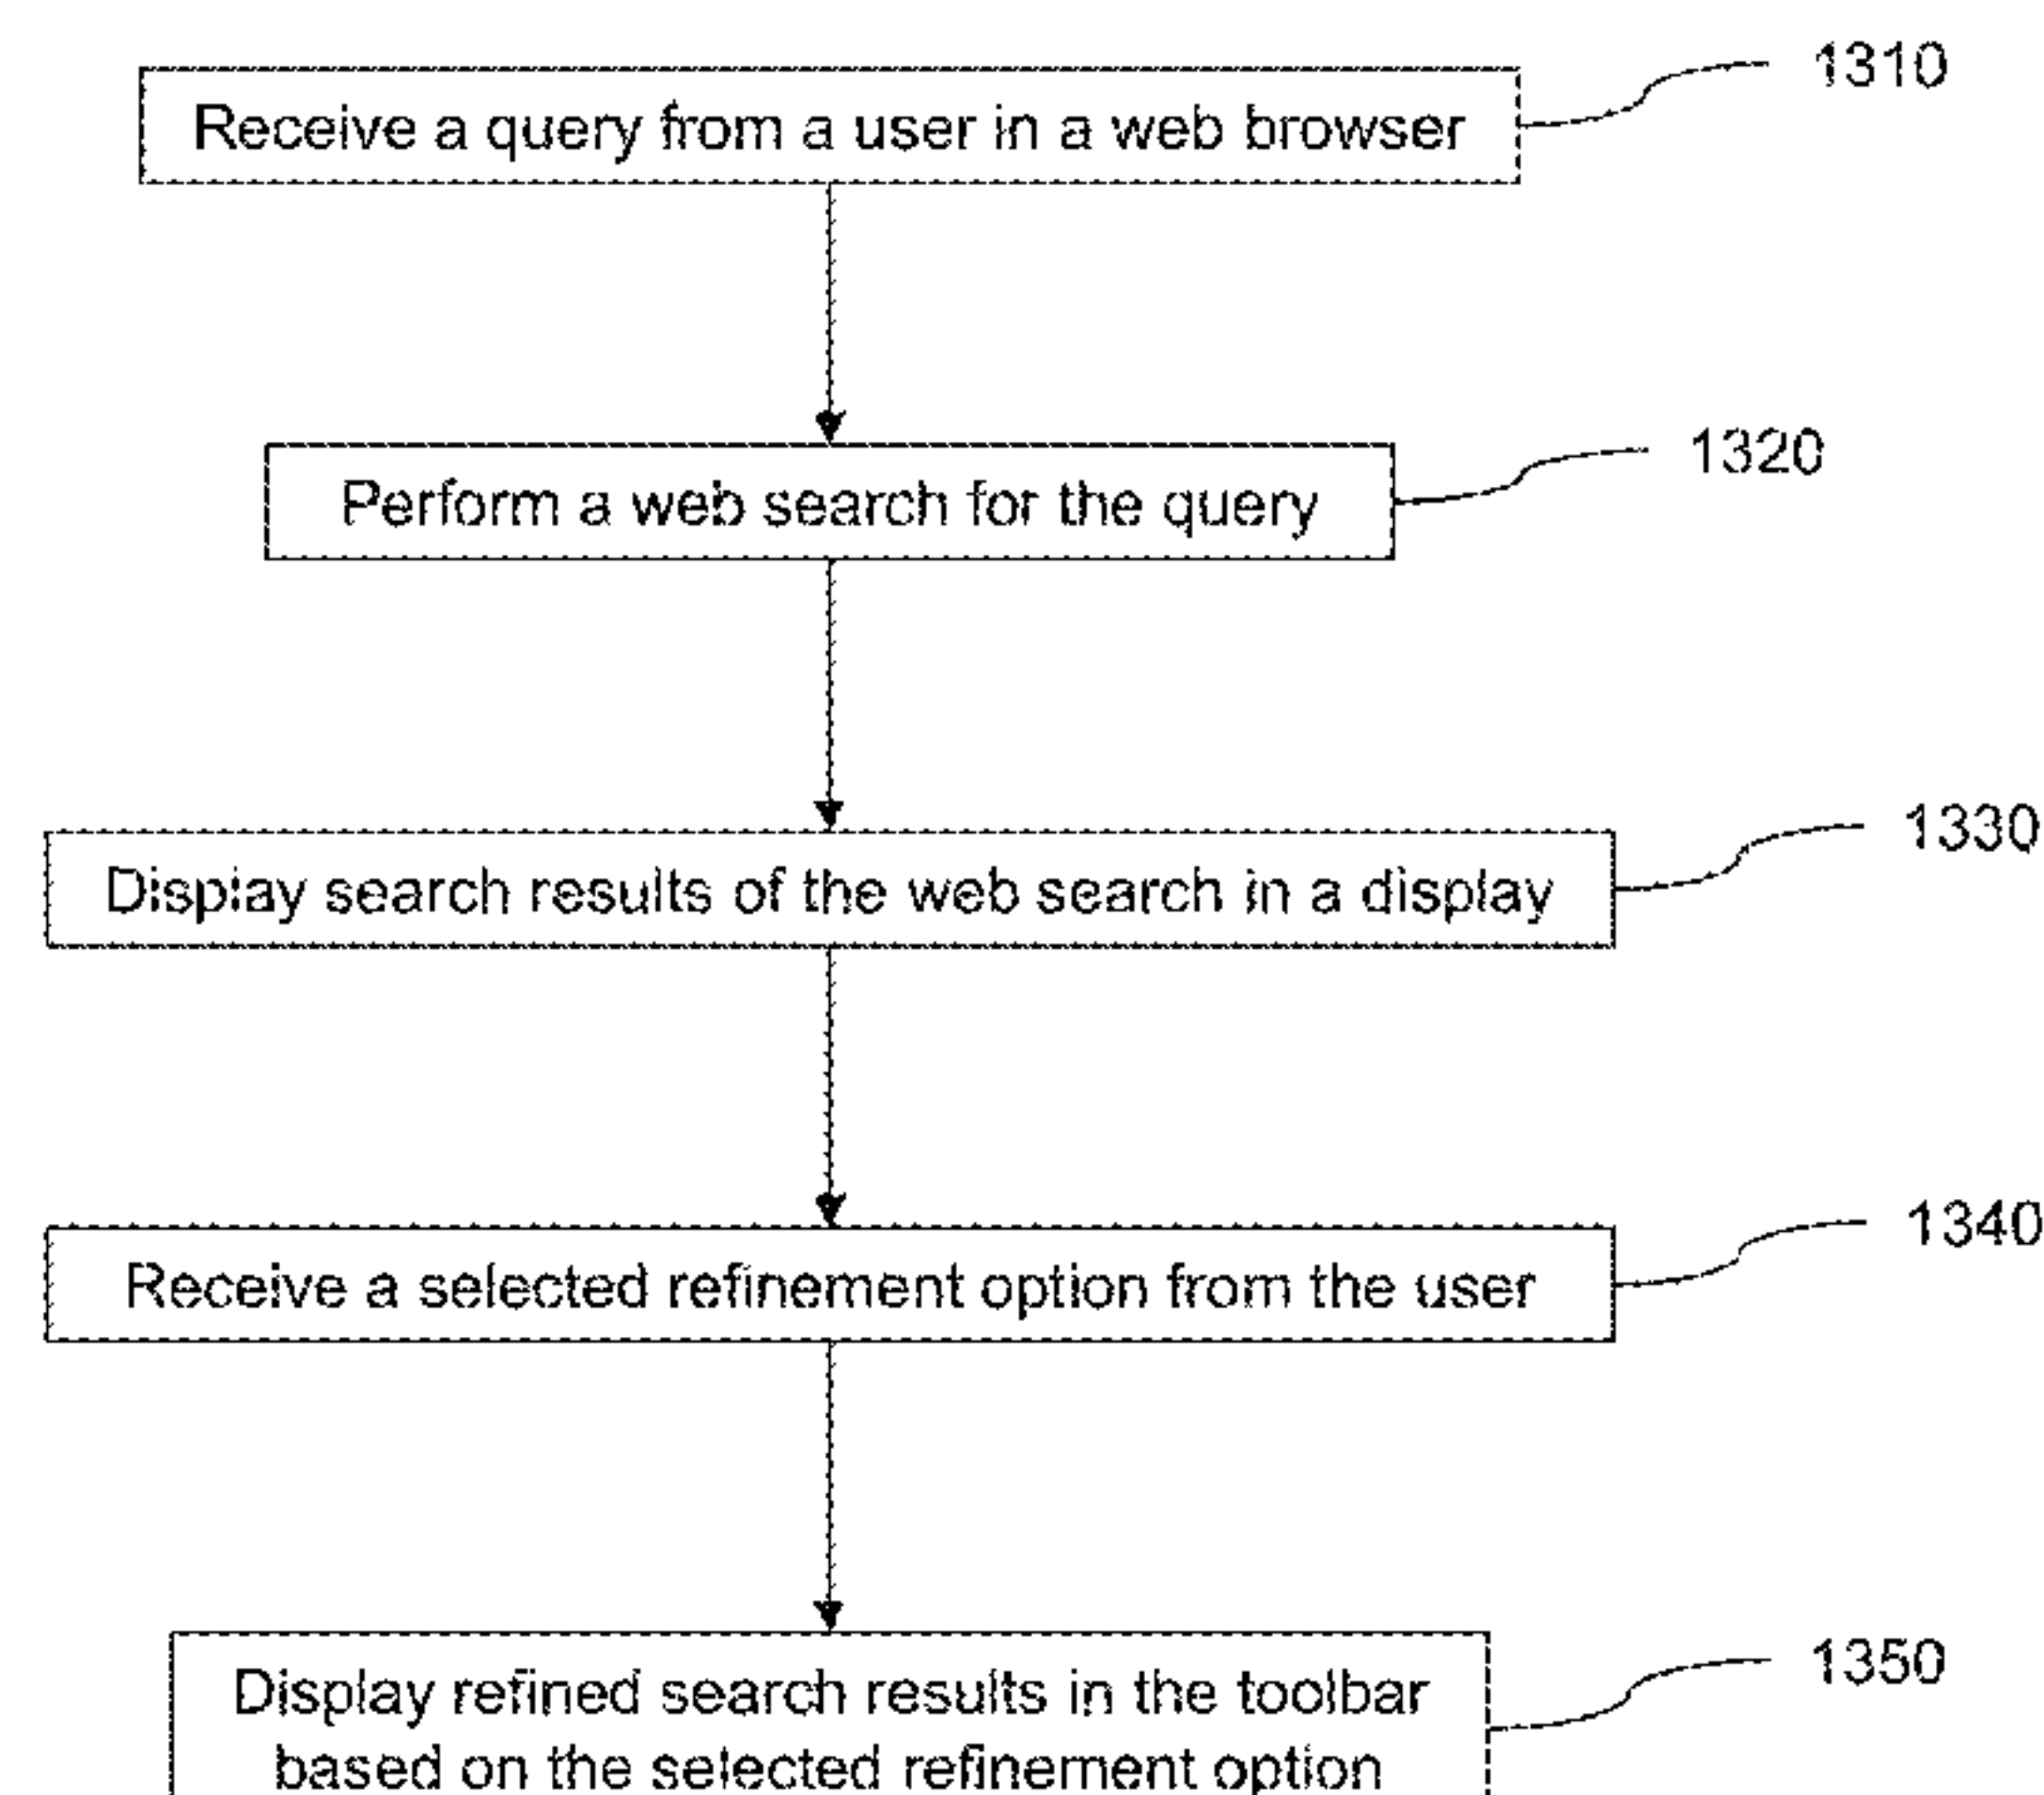 1310
Receive a query from a user in a web browser
1320
Perform a web search for the query
1330
Display search results of the web search in a display
1340
Receive a selected refinement option from the user
1350
Display refined search results in the toolbar
based on the selected refinement option